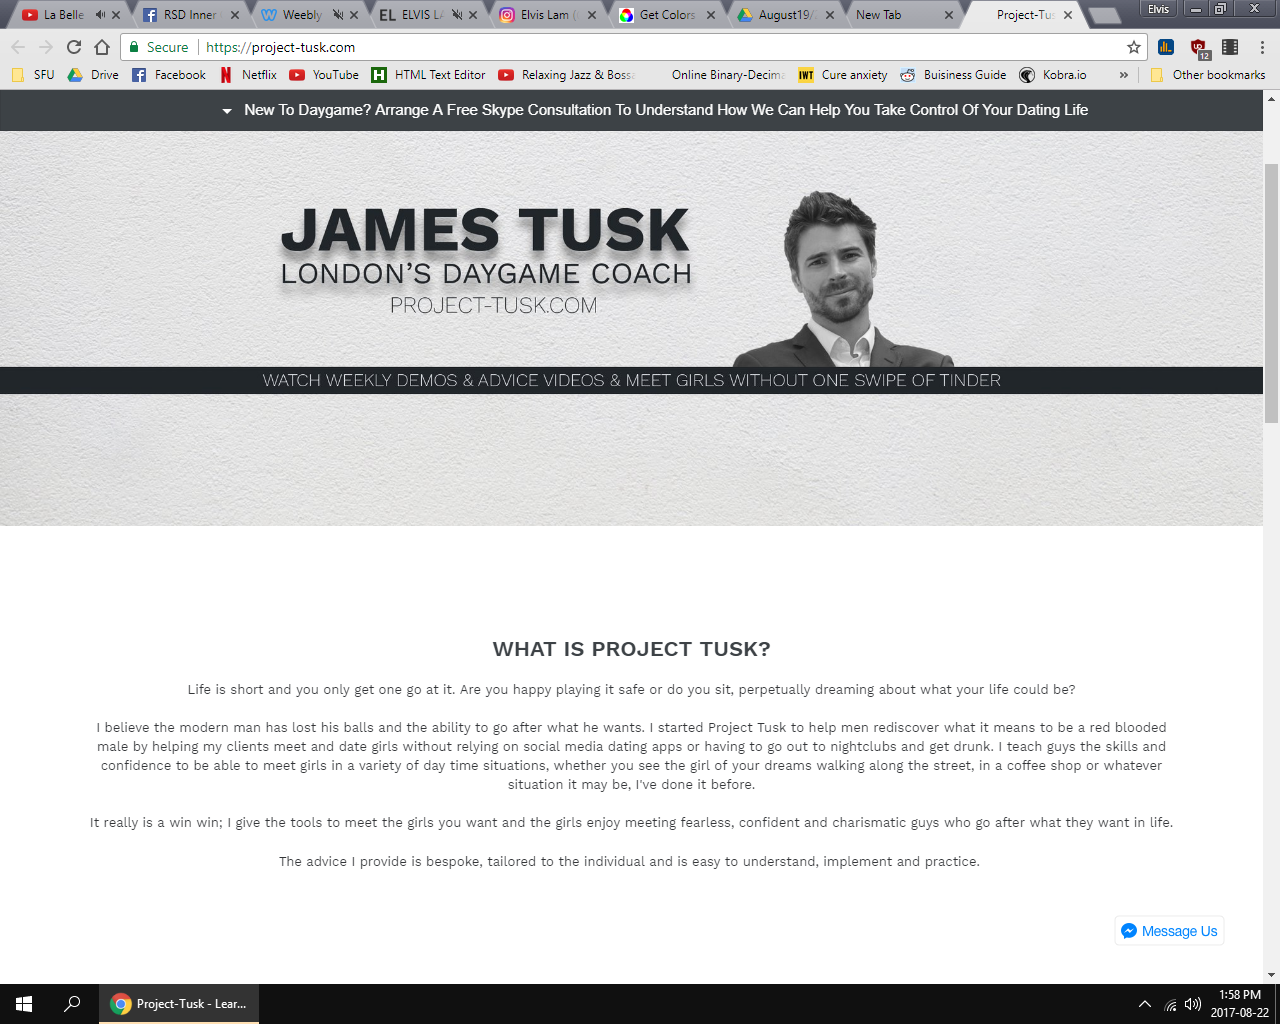 La Belle
RSD Inner
Weebly
EL ELVIS LA
Elvis Lam (
Get Colors
August19/
New Tab
Project-Tus
Elvis
Secure https://project-tusk.com
12
SFU Drive Facebook Netflix YouTube HTML Text Editor Relaxing Jazz & Boss Online Binary-Decima IWT Cure anxiety Buisiness Guide Kobra.io » Other bookmarks
New To Daygame? Arrange A Free Skype Consultation To Understand How We Can Help You Take Control Of Your Dating Life
JAMES TUSK
LONDON'S DAYGAME COACH
PROJECT-TUSK.COM
WATCH WEEKLY DEMOS & ADVICE VIDEOS & MEET GIRLS WITHOUT ONE SWIPE OF TINDER
WHAT IS PROJECT TUSK?
Life is short and you only get one go at it. Are you happy playing it safe or do you sit, perpetually dreaming about what your life could be?
I believe the modern man has lost his balls and the ability to go after what he wants. I started Project Tusk to help men rediscover what it means to be a red blooded
male by helping my clients meet and date girls without relying on social media dating apps or having to go out to nightclubs and get drunk. I teach guys the skills and
confidence to be able to meet girls in a variety of day time situations, whether you see the girl of your dreams walking along the street, in a coffee shop or whatever
situation it may be, I've done it before.
It really is a win win; I give the tools to meet the girls you want and the girls enjoy meeting fearless, confident and charismatic guys who go after what they want in life.
The advice I provide is bespoke, tailored to the individual and is easy to understand, implement and practice.
Message Us
Project-Tusk - Lear...
1:58 PM
2017-08-22